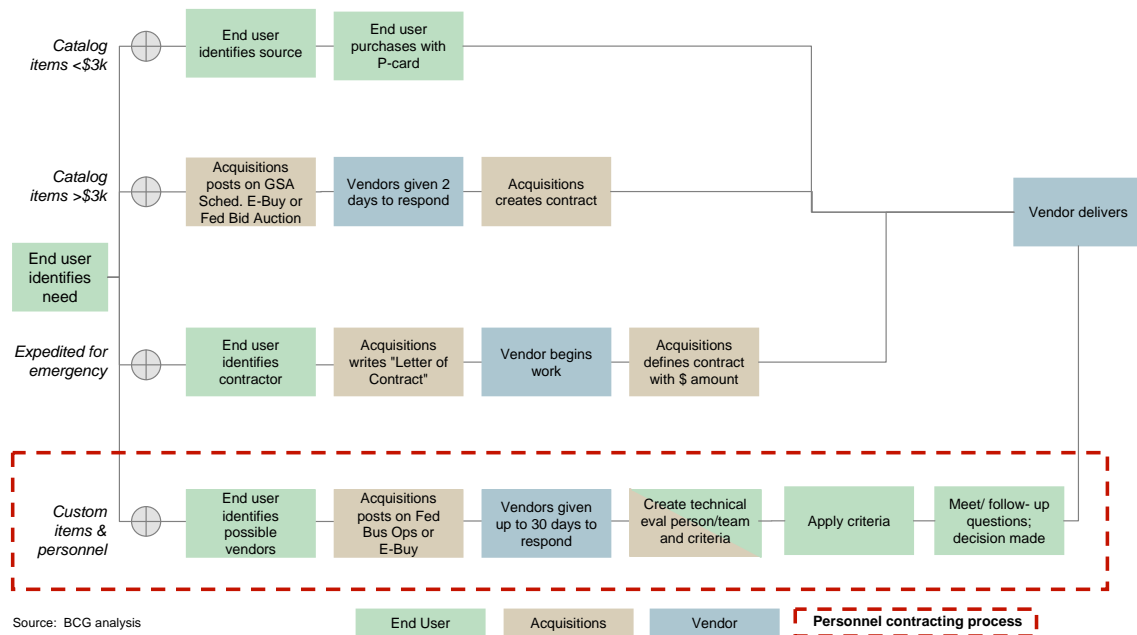 Catalog
items <$3k
End user
identifies source
End user
purchases with
P-card
Catalog
items >$3k
Acquisitions
posts on GSA
Sched. E-Buy or
Fed Bid Auction
Vendors given 2
days to respond
Acquisitions
creates contract
Vendor delivers
End user
identifies
need
Expedited for
emergency
End user
identifies
contractor
Acquisitions
writes "Letter of
Contract"
Vendor begins
work
Acquisitions
defines contract
with $ amount
Custom
items &
personnel
End user
identifies
possible
vendors
Acquisitions
posts on Fed
Bus Ops or
E-Buy
Vendors given
up to 30 days to
respond
Create technical
eval person/team
and criteria
Apply criteria
Meet/ follow- up
questions;
decision made
Source: BCG analysis
End User
Acquisitions
Vendor
Personnel contracting process